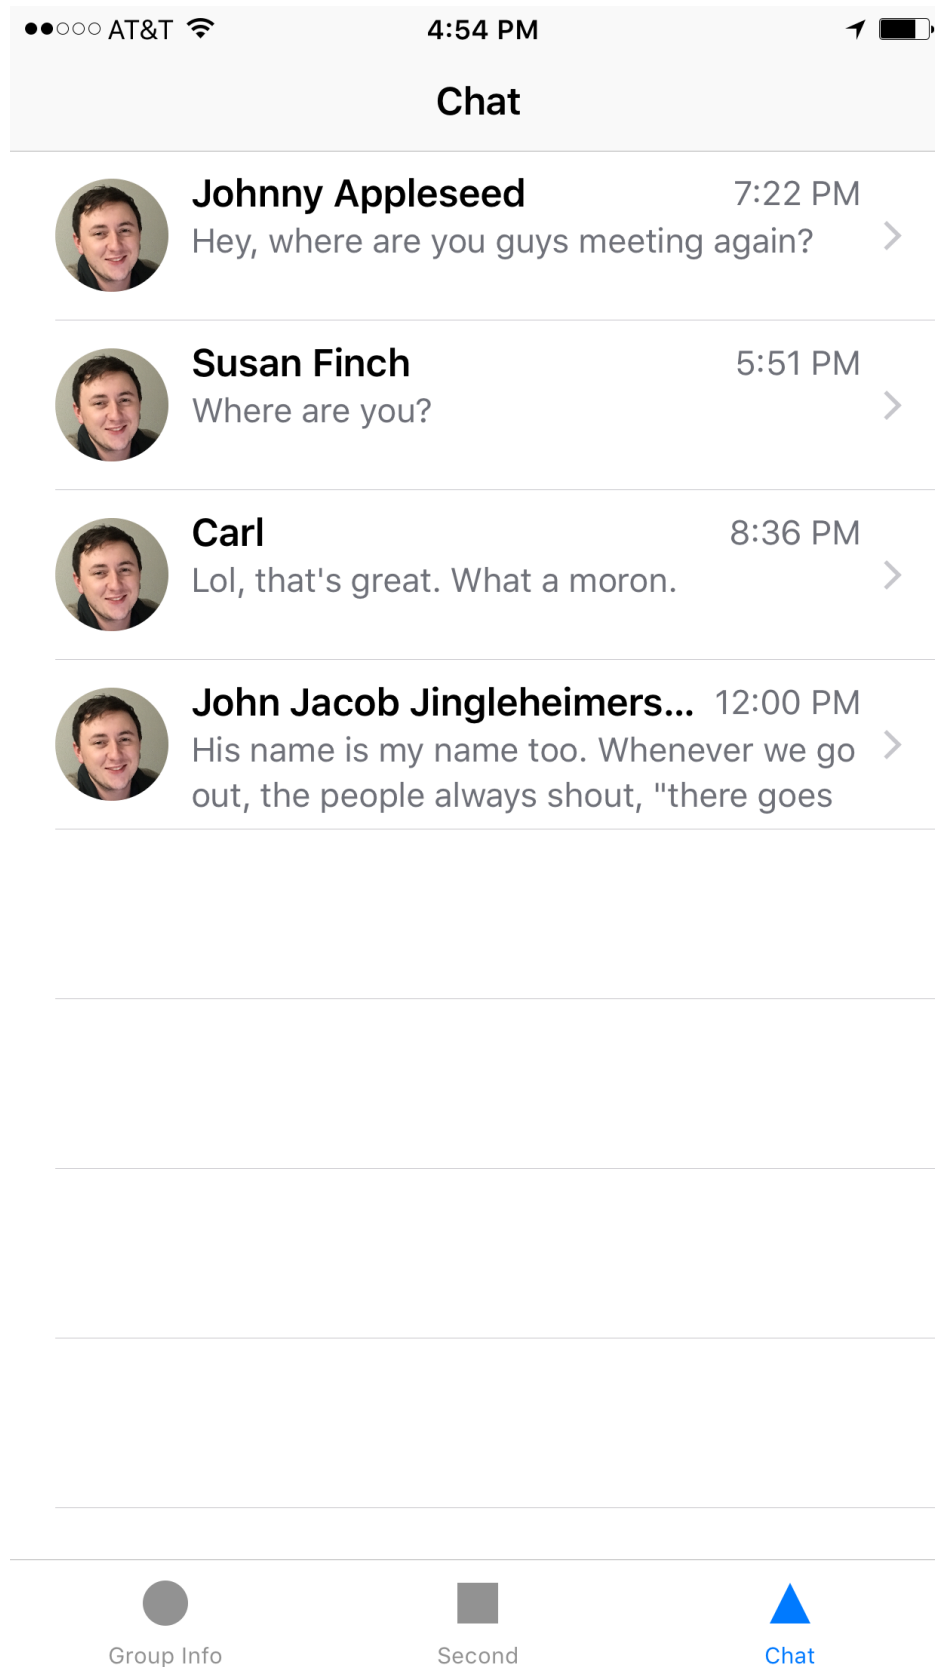 AT&T 4:54 PM
Chat
Johnny Appleseed 7:22 PM
Hey, where are you guys meeting again?
Susan Finch 5:51 PM
Where are you?
Carl 8:36 PM
Lol, that's great. What a moron.
John Jacob Jingleheimers... 12:00 PM
His name is my name too. Whenever we go
out, the people always shout, "there goes
Group Info Second Chat